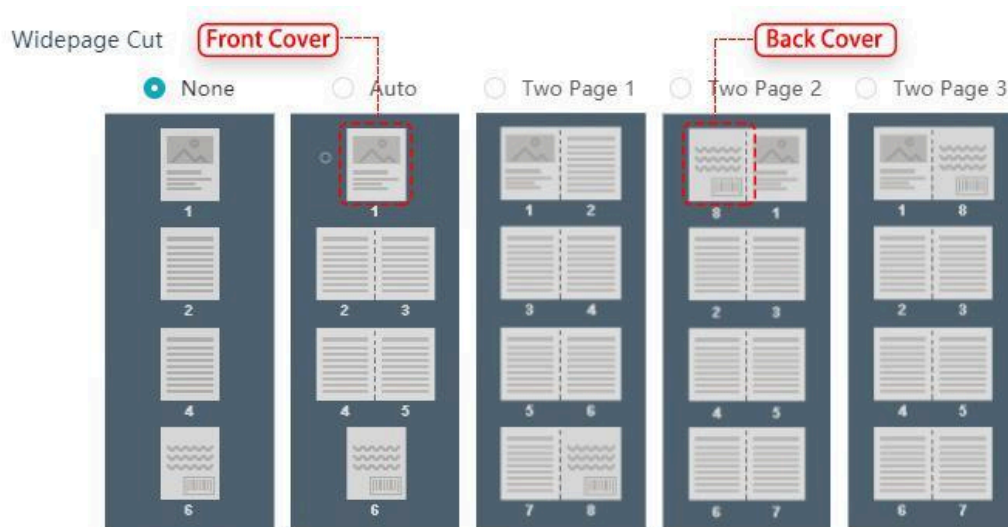 Widepage Cut
Front Cover
Back Cover
None
Auto
Two Page 1
Two Page 2
Two Page 3
1
1
1 2
8 1
1 8
2
2 3
3 4
2 3
2 3
4
4 5
5 6
4 5
4 5
6
6
7 8
6 7
6 7